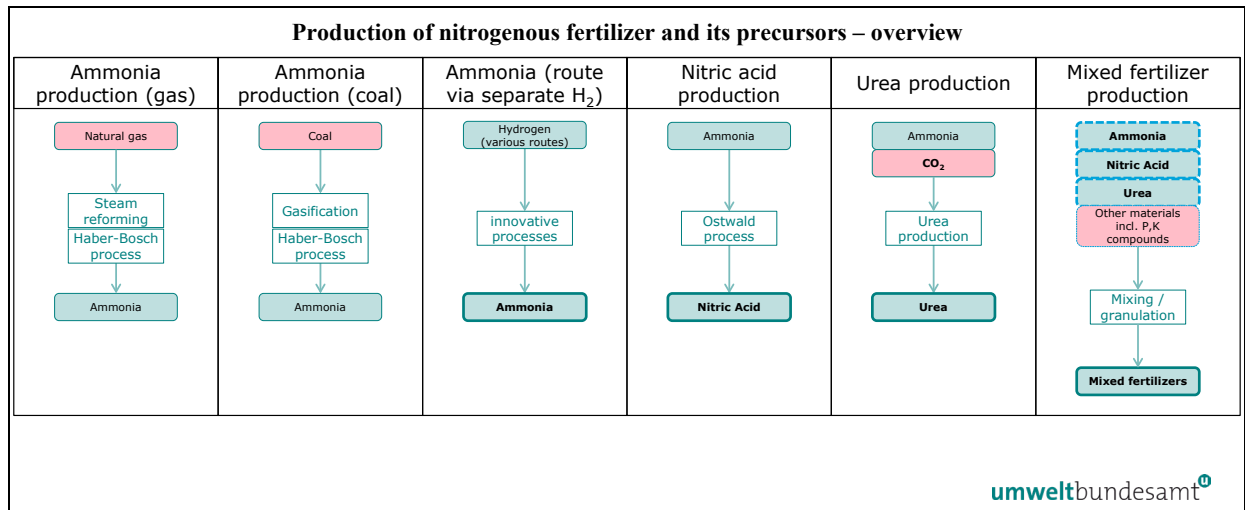 Production of nitrogenous fertilizer and its precursors – overview
Ammonia
production (gas)
Natural gas
Steam
reforming
Haber-Bosch
process
Ammonia
Ammonia
production (coal)
Coal
Gasification
Haber-Bosch
process
Ammonia
Ammonia (route
via separate H₂)
Hydrogen
(various routes)
innovative
processes
Ammonia
Nitric acid
production
Ammonia
Ostwald
process
Nitric Acid
Urea production
Ammonia
CO₂
Urea
production
Urea
Mixed fertilizer
production
Ammonia
Nitric Acid
Urea
Other materials
incl. P,K
compounds
Mixing /
granulation
Mixed fertilizers
umweltbundesamt
u